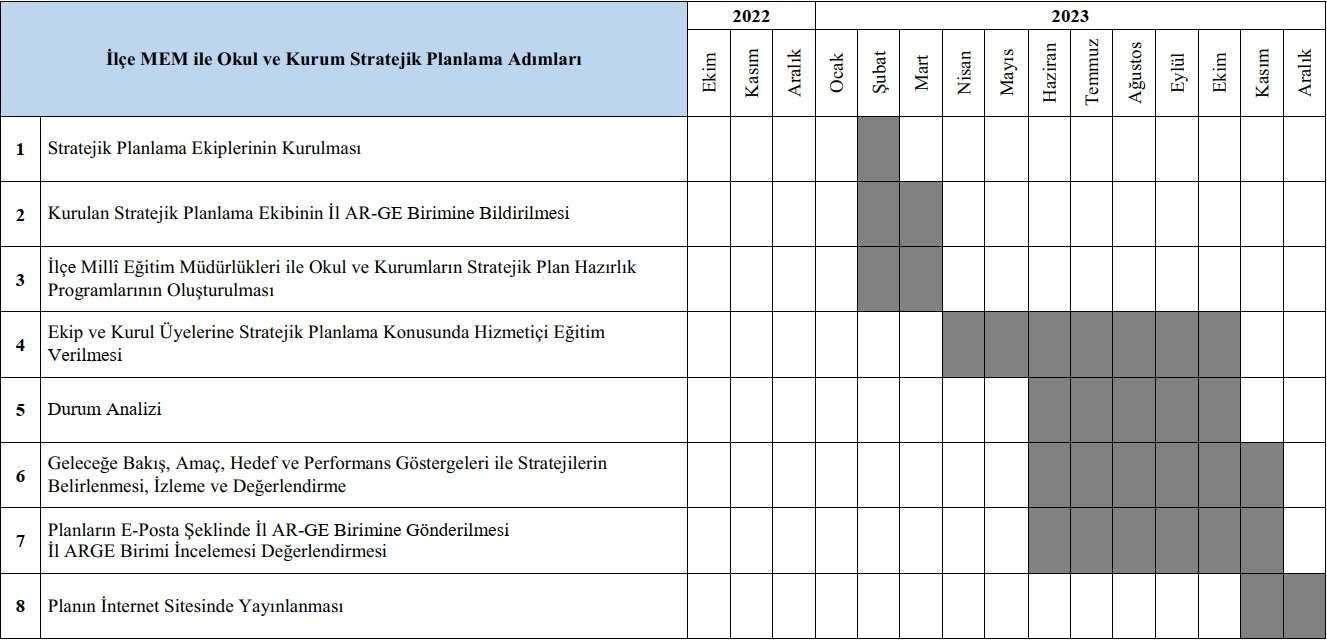 İlçe MEM ile Okul ve Kurum Stratejik Planlama Adımları
2022
2023
Ekim
Kasım
Aralık
Ocak
Şubat
Mart
Nisan
Mayıs
Haziran
Temmuz
Ağustos
Eylül
Ekim
Kasım
Aralık
1 Stratejik Planlama Ekiplerinin Kurulması
2 Kurulan Stratejik Planlama Ekibinin İl AR-GE Birimine Bildirilmesi
3 İlçe Millî Eğitim Müdürlükleri ile Okul ve Kurumların Stratejik Plan Hazırlık
Programlarının Oluşturulması
4 Ekip ve Kurul Üyelerine Stratejik Planlama Konusunda Hizmetiçi Eğitim
Verilmesi
5 Durum Analizi
6 Geleceğe Bakış, Amaç, Hedef ve Performans Göstergeleri ile Stratejilerin
Belirlenmesi, İzleme ve Değerlendirme
7 Planların E-Posta Şeklinde İl AR-GE Birimine Gönderilmesi
İl ARGE Birimi İncelemesi Değerlendirmesi
8 Planın İnternet Sitesinde Yayınlanması